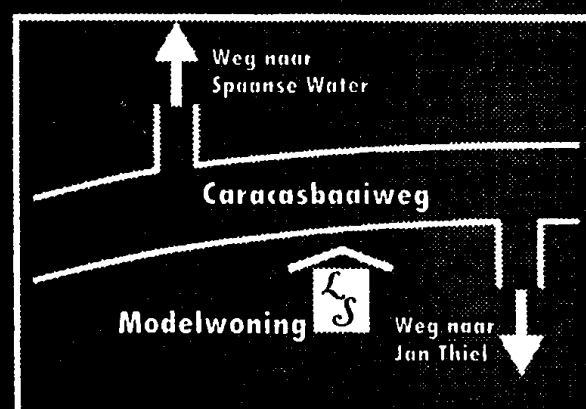 Weg naar
Spaanse Water
Caracasbaaiweg
Modelwoning
LS
Weg naar
Jan Thiel